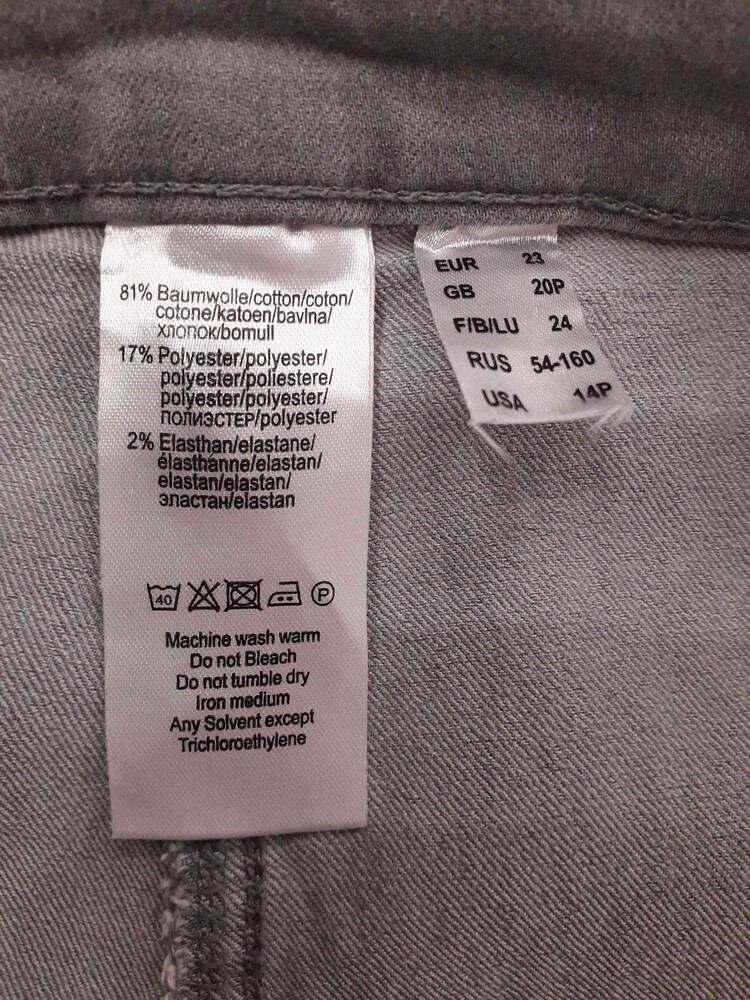 81% Baumwolle/cotton/coton/
cotone/katoen/bavlna/
хлопок/bomull
17% Polyester/polyester/
polyester/poliestere/
polyester/polyester/
полиэстер/polyester
2% Elasthan/elastane/
élasthanne/elastan/
elastan/elastan/
эластан/elastan
40
P
Machine wash warm
Do not Bleach
Do not tumble dry
Iron medium
Any Solvent except
Trichloroethylene
EUR 23
GB 20P
F/B/LU 24
RUS 54-160
USA 14P